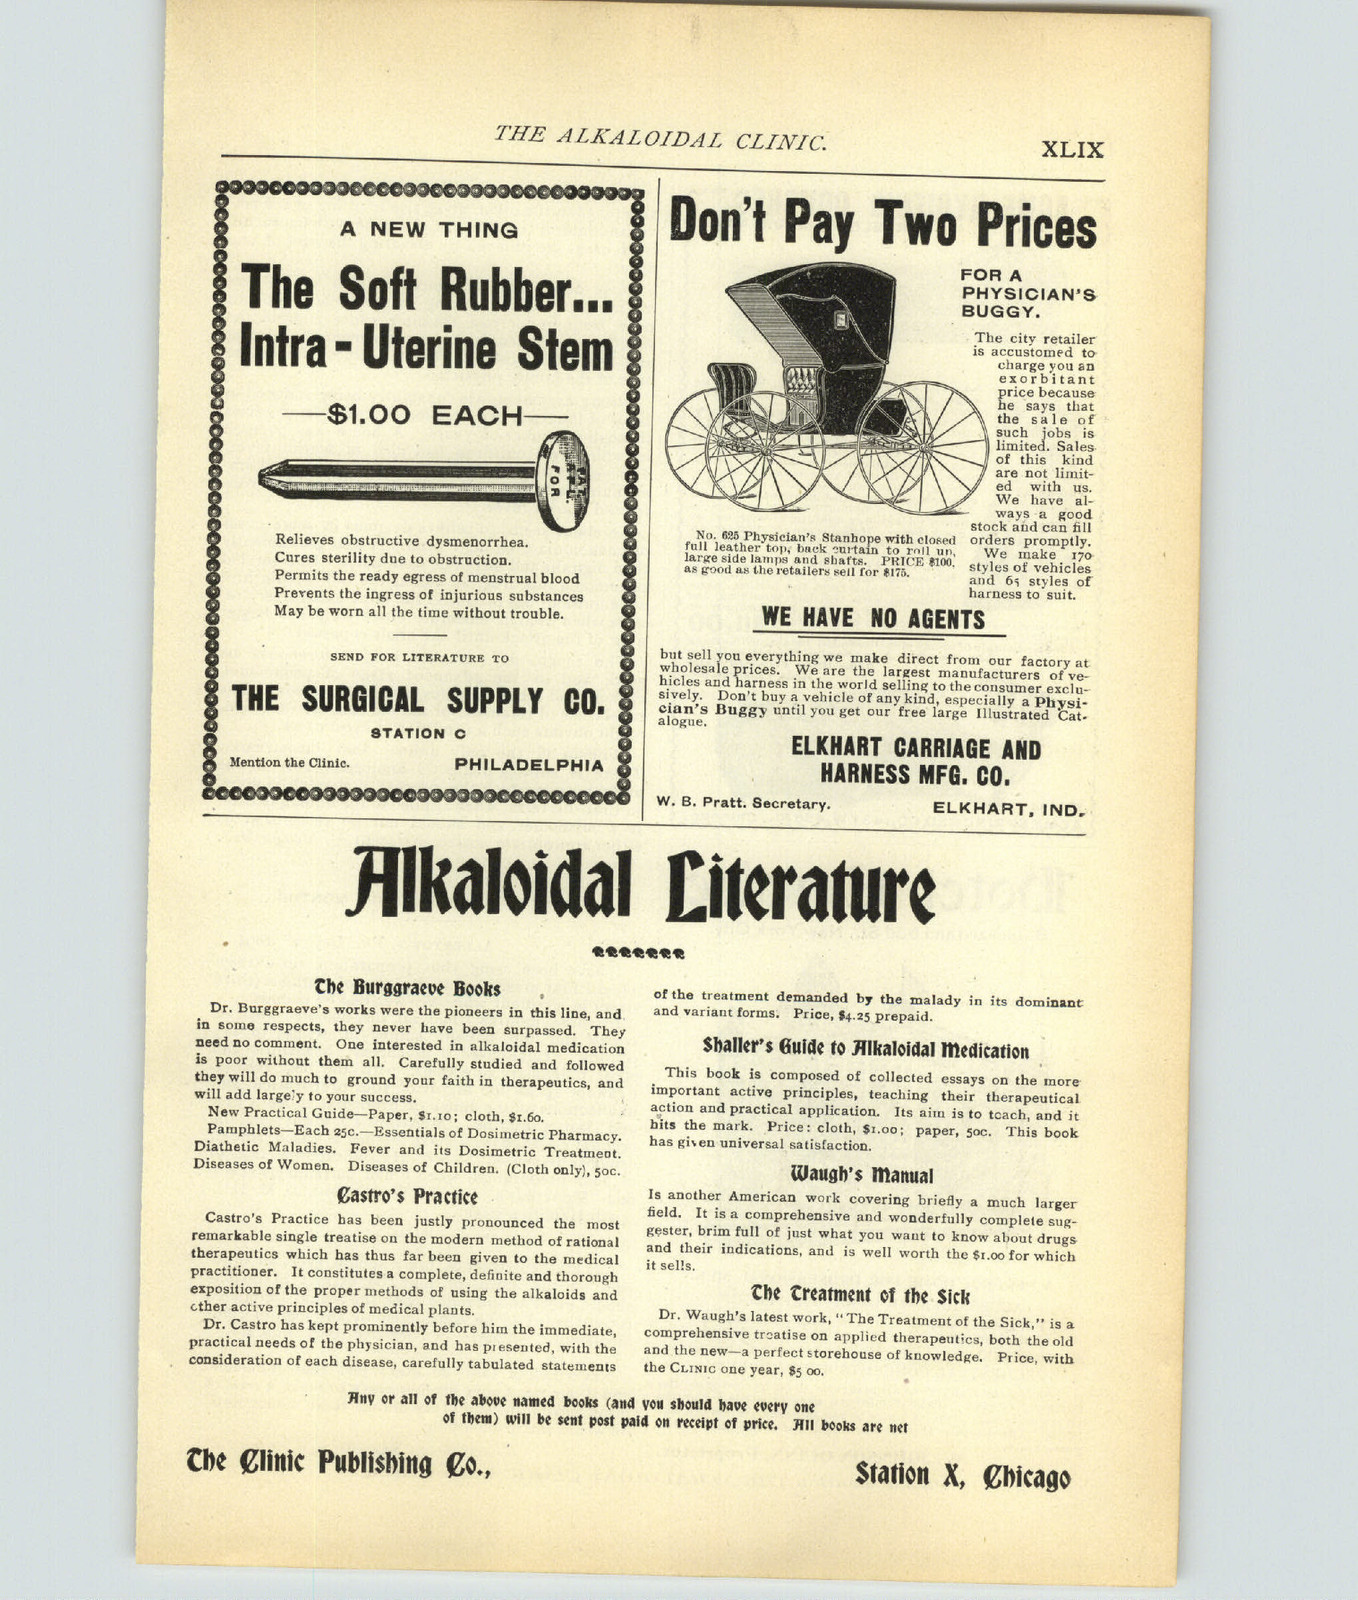 THE ALKALOIDAL CLINIC.
XLIX
A NEW THING
The Soft Rubber...
Intra-Uterine Stem
—$1.00 EACH—
PAT.
APL.
FOR
Relieves obstructive dysmenorrhea.
Cures sterility due to obstruction.
Permits the ready egress of menstrual blood
Prevents the ingress of injurious substances
May be worn all the time without trouble.
SEND FOR LITERATURE TO
THE SURGICAL SUPPLY CO.
STATION C
Mention the Clinic.
PHILADELPHIA
Don't Pay Two Prices
FOR A
PHYSICIAN'S
BUGGY.
The city retailer
is accustomed to
charge you an
exorbitant
price because
he says that
the sale of
such jobs is
limited. Sales
of this kind
are not limit-
ed with us.
We have al-
ways a good
stock and can fill
orders promptly.
We make 170
styles of vehicles
and 65 styles of
harness to suit.
No. 625 Physician's Stanhope with closed
full leather top, back curtain to roll up,
large side lamps and shafts. PRICE $100,
as good as the retailers sell for $175.
WE HAVE NO AGENTS
but sell you everything we make direct from our factory at
wholesale prices. We are the largest manufacturers of ve-
hicles and harness in the world selling to the consumer exclu-
sively. Don't buy a vehicle of any kind, especially a Physi-
cian's Buggy until you get our free large Illustrated Cat-
alogue.
ELKHART CARRIAGE AND
HARNESS MFG. CO.
W. B. Pratt. Secretary.
ELKHART, IND.
Alkaloidal Literature
The Burggraeve Books
Dr. Burggraeve's works were the pioneers in this line, and
in some respects, they never have been surpassed. They
need no comment. One interested in alkaloidal medication
is poor without them all. Carefully studied and followed
they will do much to ground your faith in therapeutics, and
will add largely to your success.
New Practical Guide—Paper, $1.10; cloth, $1.60.
Pamphlets—Each 25c.—Essentials of Dosimetric Pharmacy.
Diathetic Maladies. Fever and its Dosimetric Treatment.
Diseases of Women. Diseases of Children. (Cloth only), 50c.
Castro's Practice
Castro's Practice has been justly pronounced the most
remarkable single treatise on the modern method of rational
therapeutics which has thus far been given to the medical
practitioner. It constitutes a complete, definite and thorough
exposition of the proper methods of using the alkaloids and
other active principles of medical plants.
Dr. Castro has kept prominently before him the immediate,
practical needs of the physician, and has presented, with the
consideration of each disease, carefully tabulated statements
of the treatment demanded by the malady in its dominant
and variant forms. Price, $4.25 prepaid.
Shaller's Guide to Alkaloidal Medication
This book is composed of collected essays on the more
important active principles, teaching their therapeutical
action and practical application. Its aim is to teach, and it
hits the mark. Price: cloth, $1.00; paper, 50c. This book
has given universal satisfaction.
Waugh's Manual
Is another American work covering briefly a much larger
field. It is a comprehensive and wonderfully complete sug-
gester, brim full of just what you want to know about drugs
and their indications, and is well worth the $1.00 for which
it sells.
The Treatment of the Sick
Dr. Waugh's latest work, "The Treatment of the Sick," is a
comprehensive treatise on applied therapeutics, both the old
and the new—a perfect storehouse of knowledge. Price, with
the CLINIC one year, $5 00.
Any or all of the above named books (and you should have every one
of them) will be sent post paid on receipt of price. All books are net
The Clinic Publishing Co.,
Station X, Chicago